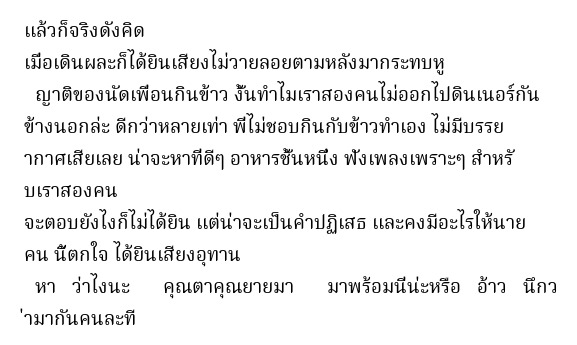 แล้วก็จริงดังคิด
เมื่อเดินผละก็ได้ยินเสียงไม่วายลอยตามหลังมากระทบหู
ญาติของนัดเพื่อนกินข้าว งั้นทำไมเราสองคนไม่ออกไปดินเนอร์กัน
ข้างนอกล่ะ ดีกว่าหลายเท่า พี่ไม่ชอบกินกับข้าวทำเอง ไม่มีบรรย
ากาศเสียเลย น่าจะหาที่ดีๆ อาหารชั้นหนึ่ง ฟังเพลงเพราะๆ สำหรั
บเราสองคน
จะตอบยังไงก็ไม่ได้ยิน แต่น่าจะเป็นคำปฏิเสธ และคงมีอะไรให้นาย
คน นี้ตกใจ ได้ยินเสียงอุทาน
หา ว่าไงนะ คุณตาคุณยายมา มาพร้อมนี่น่ะหรือ อ้าว นึกว
่ามากันคนละที